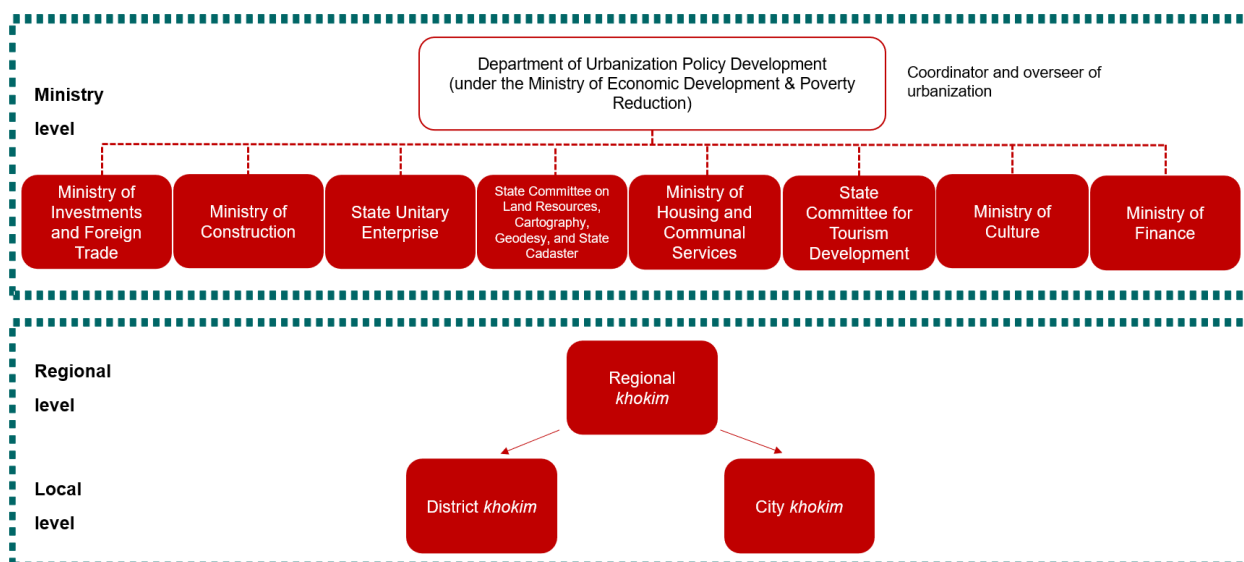 Department of Urbanization Policy Development
(under the Ministry of Economic Development & Poverty
Reduction)
Coordinator and overseer of
urbanization
Ministry
level
Ministry of
Investments
and Foreign
Trade
Ministry of
Construction
State Unitary
Enterprise
State Committee on
Land Resources,
Cartography,
Geodesy, and State
Cadaster
Ministry of
Housing and
Communal
Services
State
Committee for
Tourism
Development
Ministry of
Culture
Ministry of
Finance
Regional
level
Regional
khokim
Local
level
District khokim
City khokim